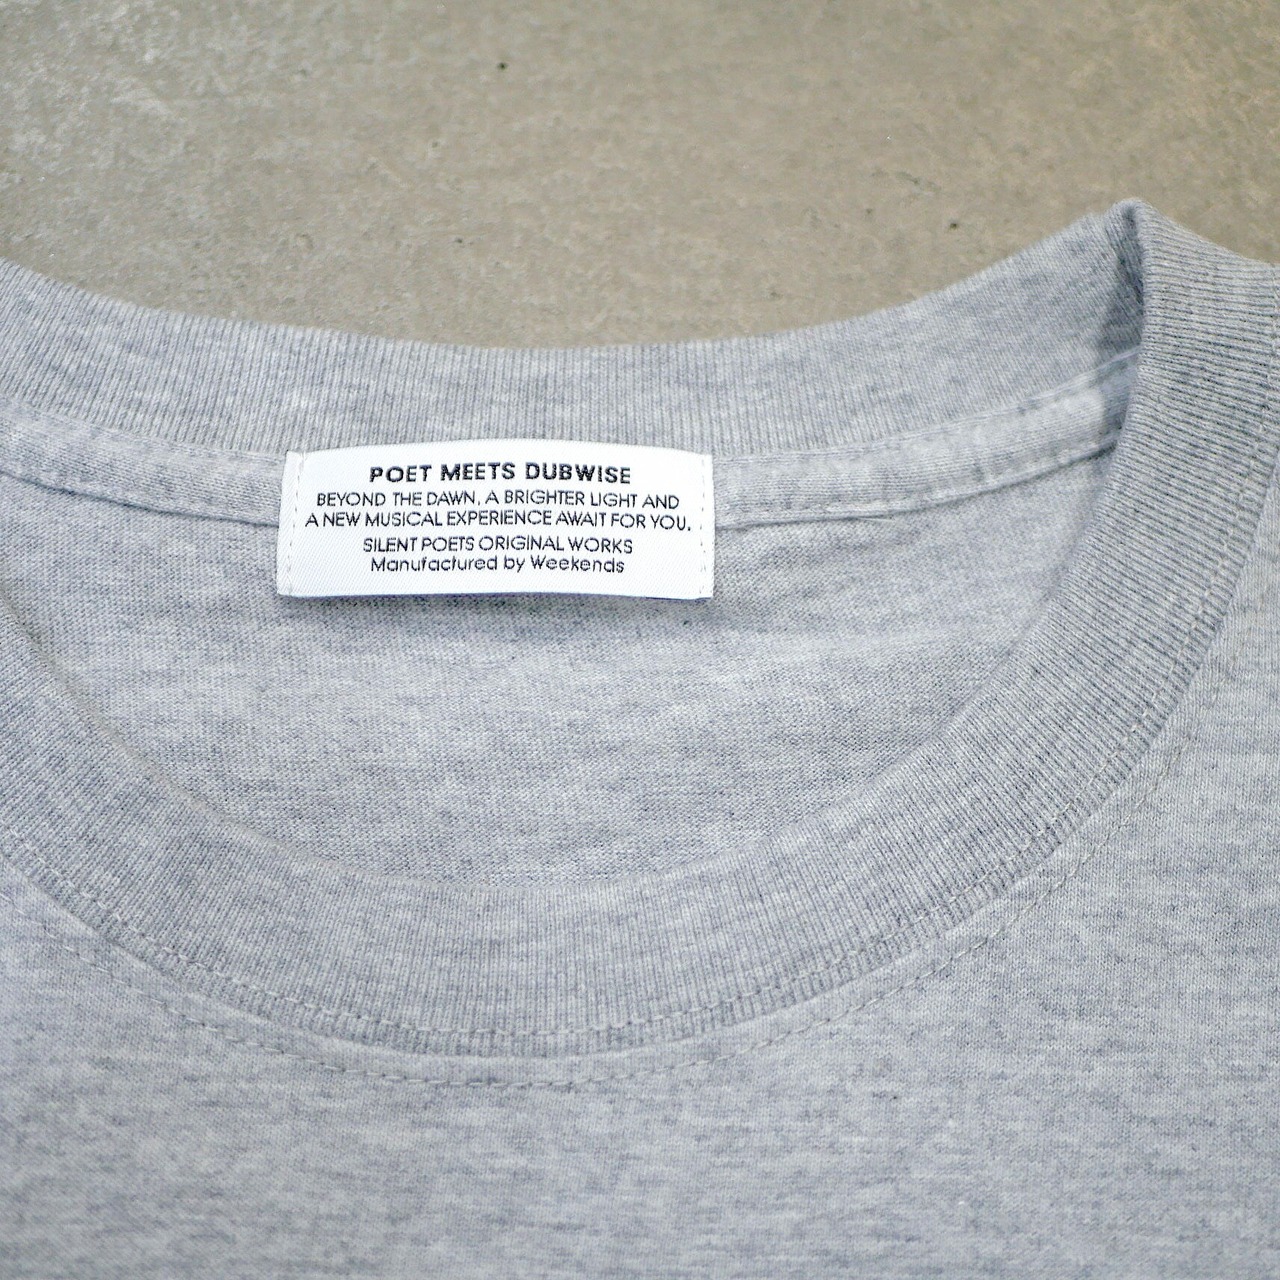 POET MEETS DUBWISE
BEYOND THE DAWN, A BRIGHTER LIGHT AND
A NEW MUSICAL EXPERIENCE AWAIT FOR YOU.
SILENT POETS ORIGINAL WORKS
Manufactured by Weekends